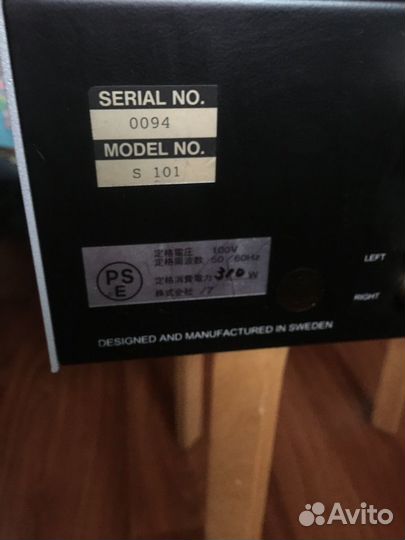 SERIAL NO.
0094
MODEL NO.
S 101
PS
E
定格電圧 100V
定格周波数 50/60Hz
定格消費電力 W
株式会社
LEFT
RIGHT
DESIGNED AND MANUFACTURED IN SWEDEN
Avito